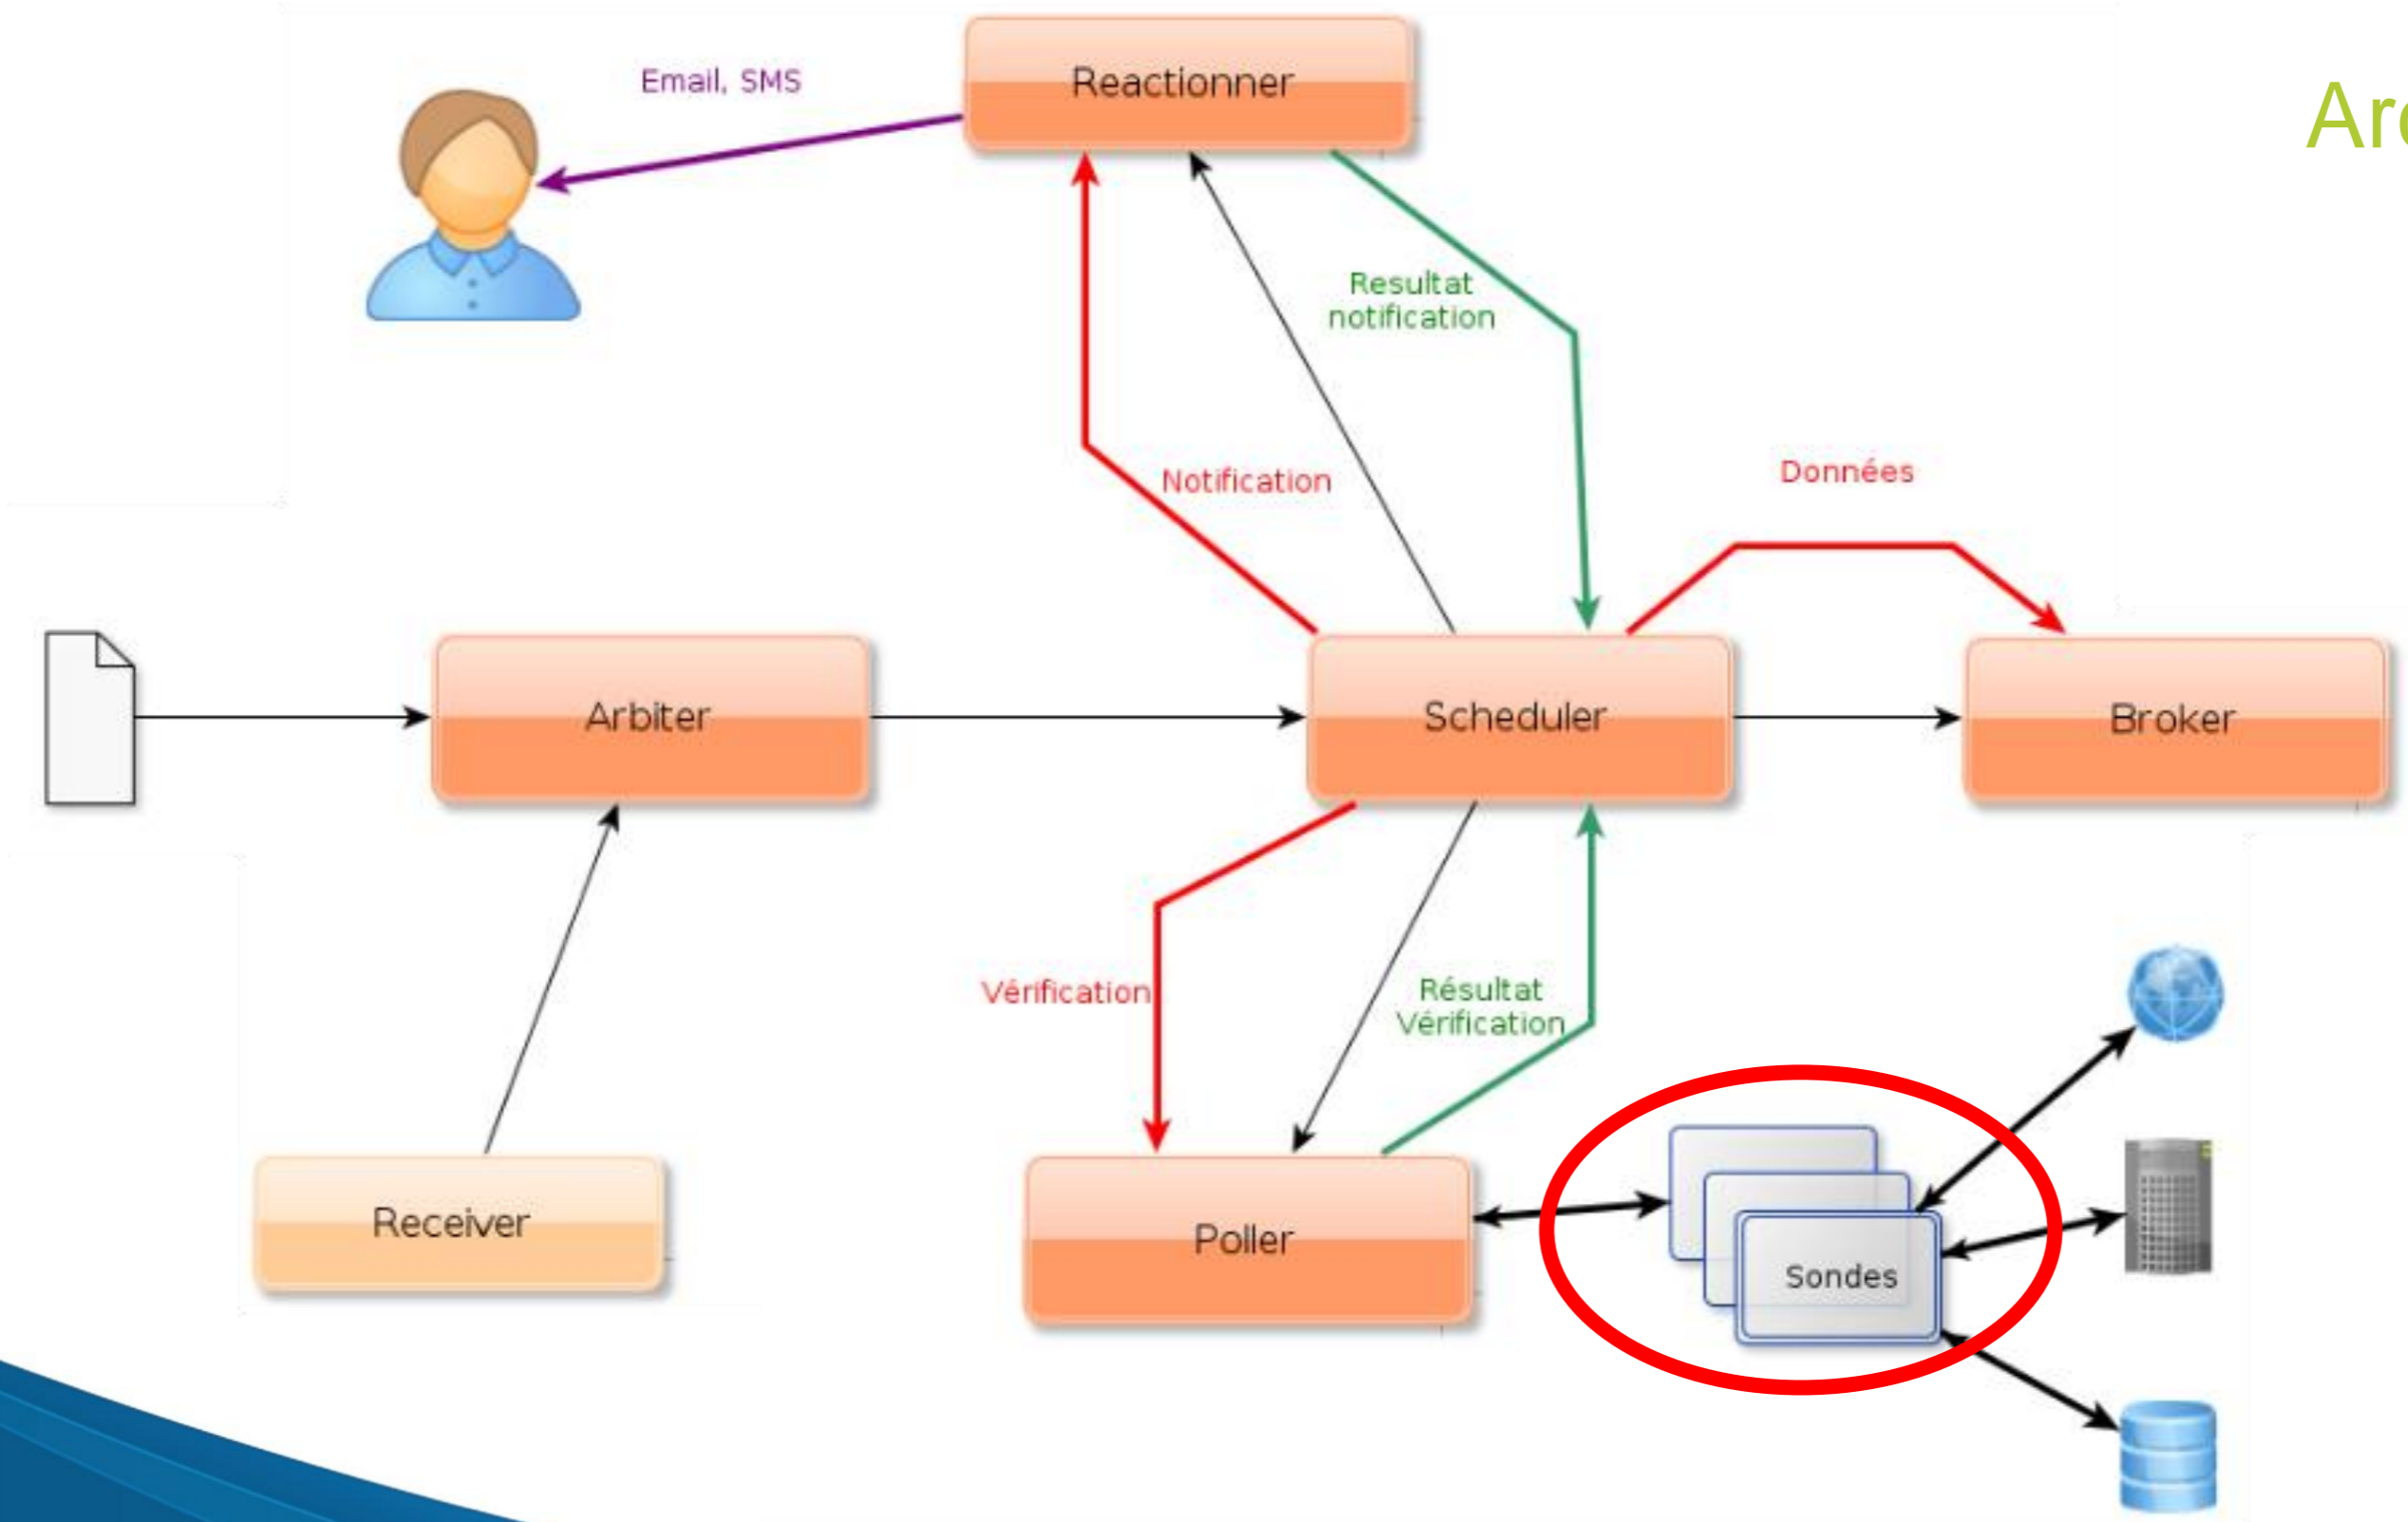 Email, SMS
Reactionner
Resultat
notification
Notification
Données
Arbiter
Scheduler
Broker
Vérification
Résultat
Vérification
Receiver
Poller
Sondes